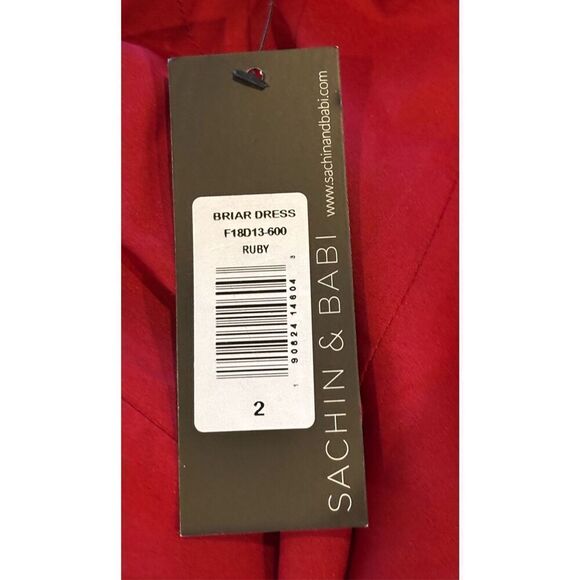 BRIAR DRESS
F18D13-600
RUBY
1 90824 14604 3
2
SACHIN & BABI www.sachinandbabi.com